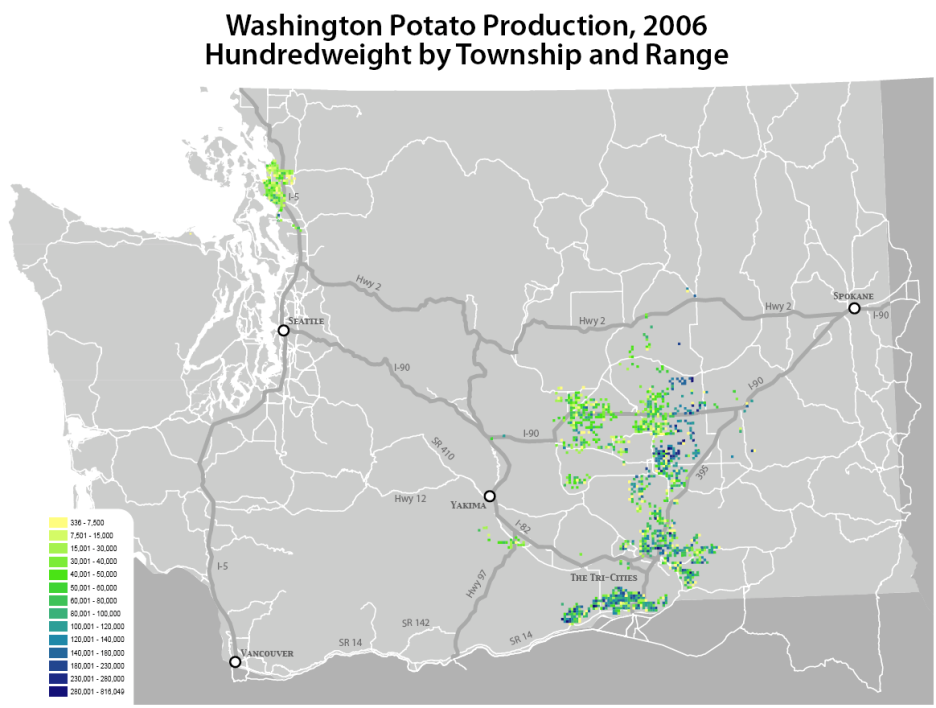 Washington Potato Production, 2006
Hundredweight by Township and Range
I-5
Hwy 2
Hwy 2
Hwy 2
Spokane
I-90
Seattle
I-90
I-90
I-90
SR 410
395
Hwy 12
Yakima
I-82
The Tri-Cities
Hwy 97
I-5
SR 142
SR 14
SR 14
Vancouver
336 - 7,500
7,501 - 15,000
15,001 - 30,000
30,001 - 40,000
40,001 - 50,000
50,001 - 60,000
60,001 - 80,000
80,001 - 100,000
100,001 - 120,000
120,001 - 140,000
140,001 - 180,000
180,001 - 230,000
230,001 - 280,000
280,001 - 816,049